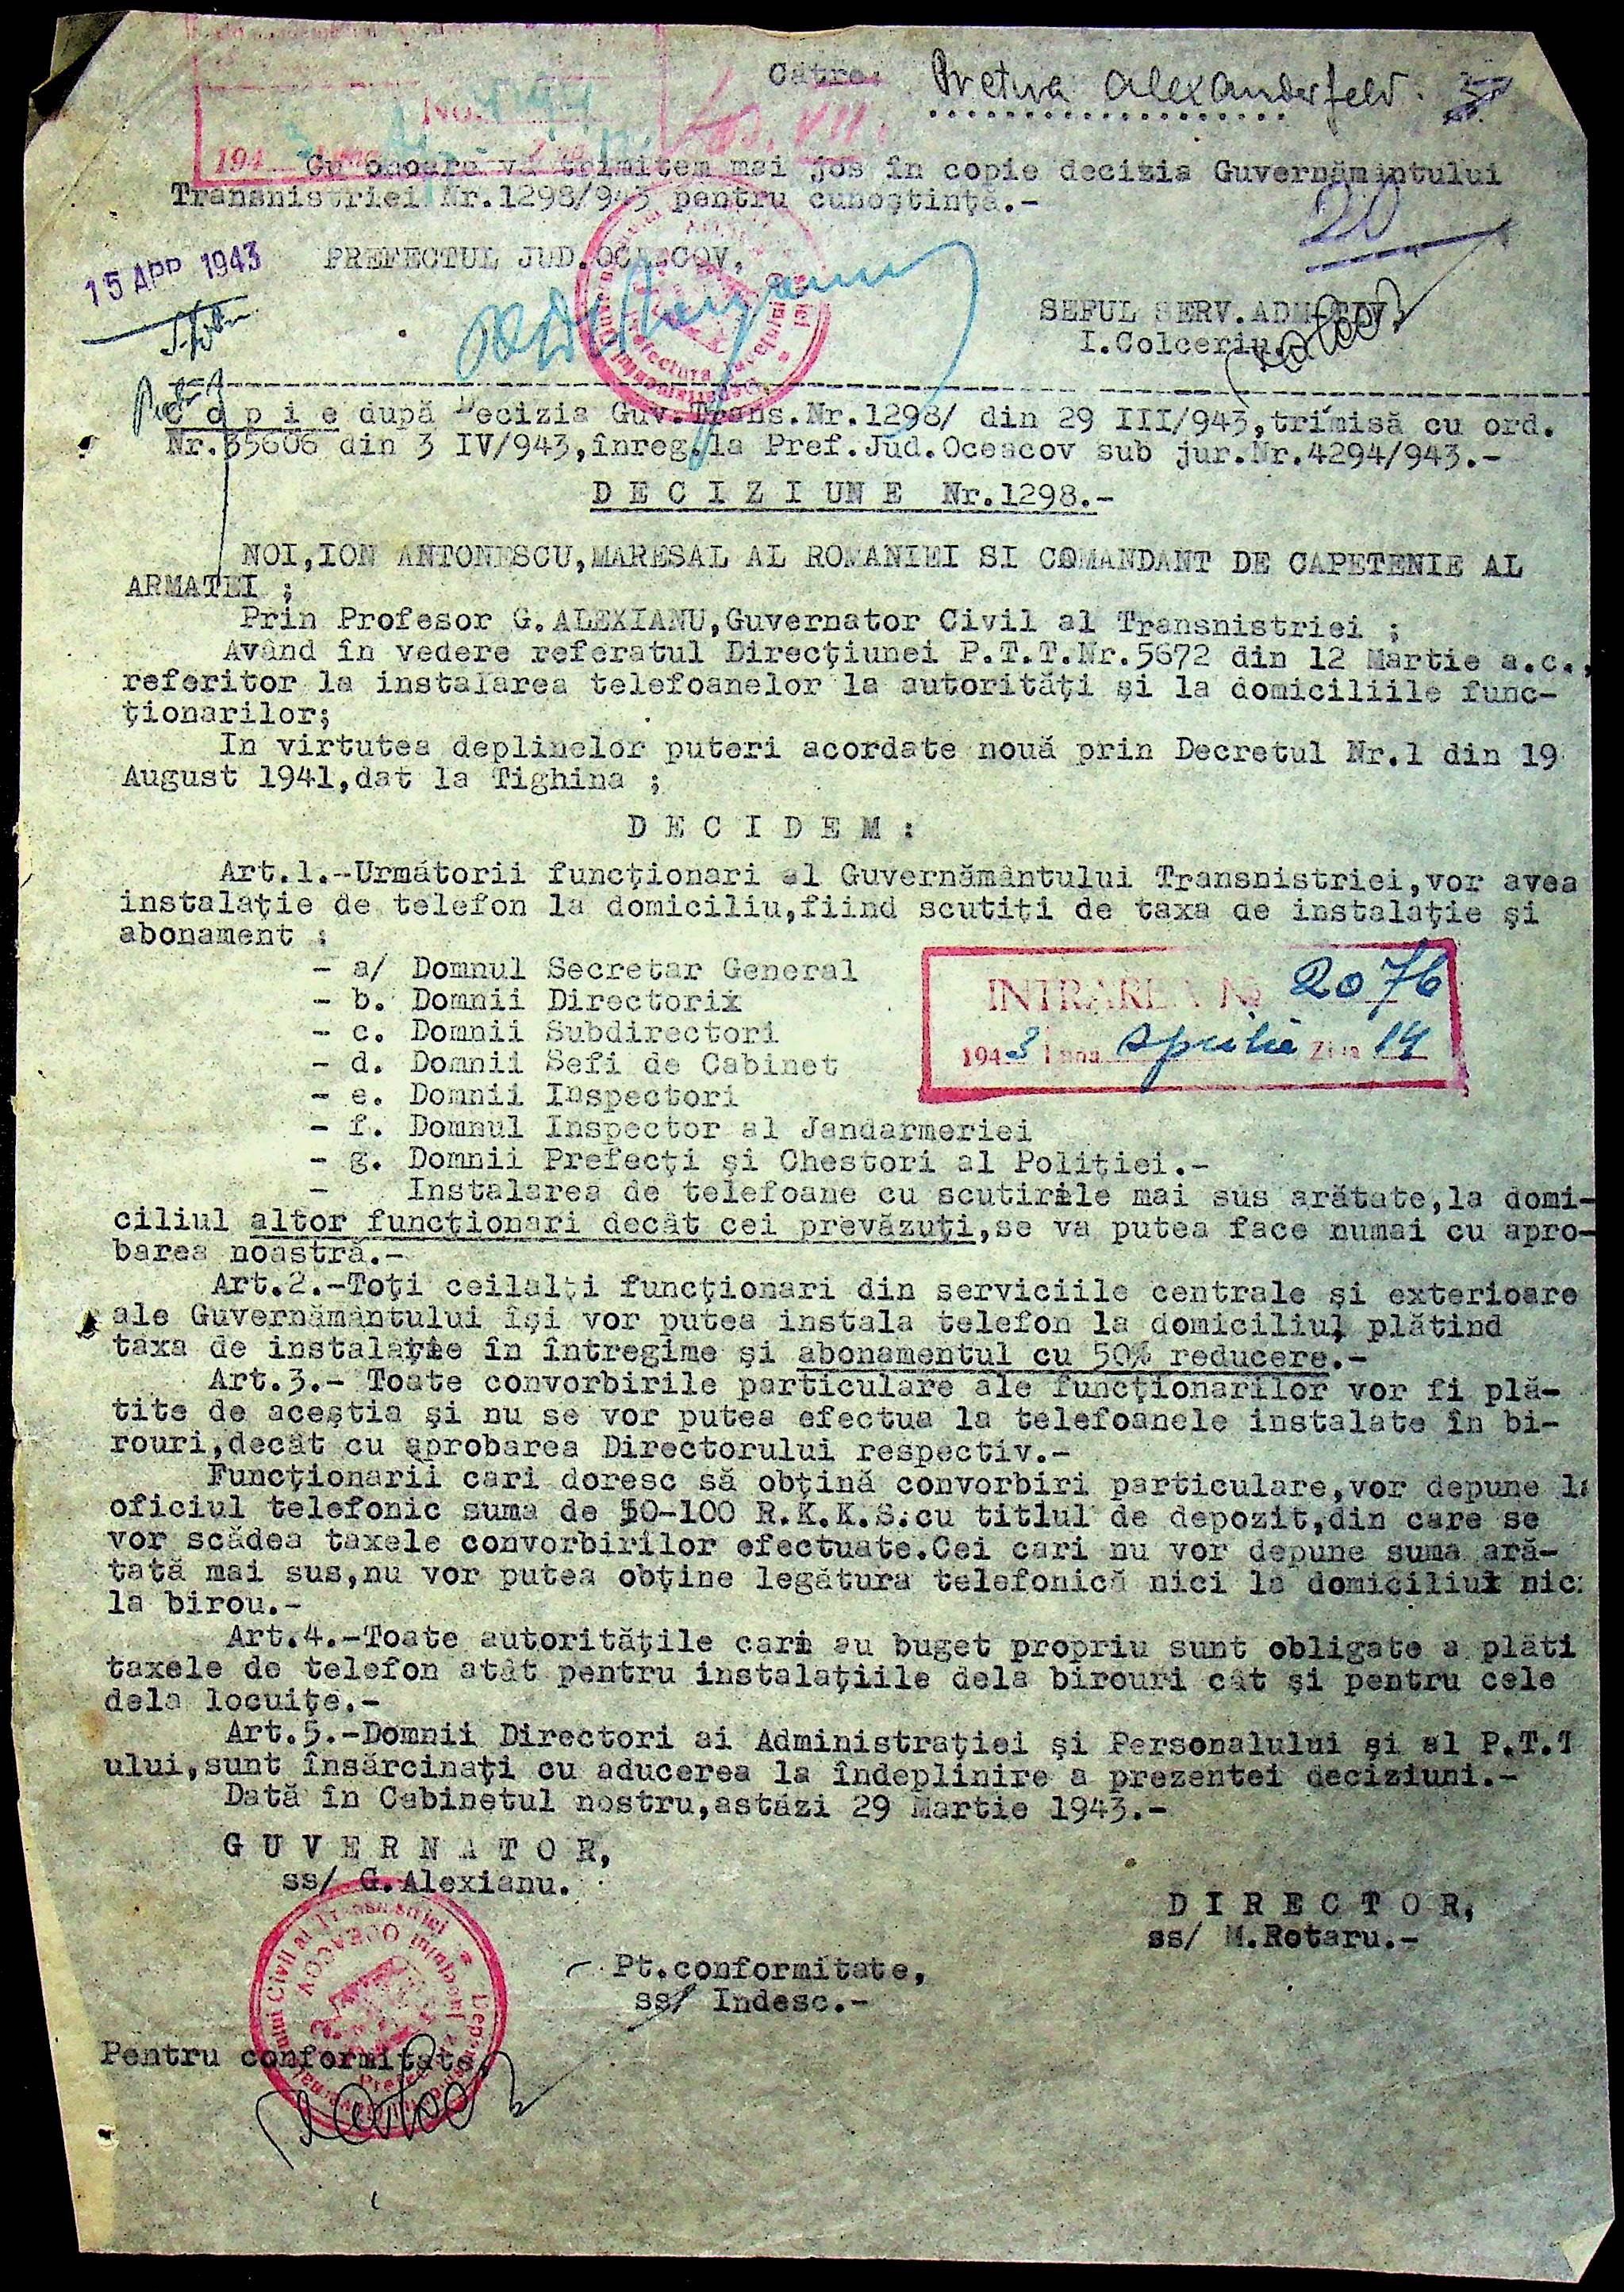 Catre: Pretura Alexanderfeld.
No. 4294
194
Cu onoare vă trimitem mai jos în copie decizia Guvernământului
Transnistriei Nr.1298/943 pentru cunoştinţă.-
20
15 APR 1943
PREFECTUL JUD.OCEACOV,
SEFUL SERV.ADM-TIV.
I.Colceriu.
C o p i e după Decizia Guv.Trans.Nr.1298/ din 29 III/943,trimisă cu ord.
Nr.35606 din 3 IV/943,înreg.la Pref.Jud.Oceacov sub jur.Nr.4294/943.-
D E C I Z I UN E Nr.1298.-
NOI,ION ANTONESCU,MARESAL AL ROMANIEI SI COMANDANT DE CAPETENIE AL
ARMATEI ;
Prin Profesor G.ALEXIANU,Guvernator Civil al Transnistriei ;
Având în vedere referatul Direcţiunei P.T.T.Nr.5672 din 12 Martie a.c.,
referitor la instalarea telefoanelor la autorităţi şi la domiciliile func-
ţionarilor;
In virtutea deplinelor puteri acordate nouă prin Decretul Nr.1 din 19
August 1941,dat la Tighina ;
D E C I D E M :
Art.1.--Următorii funcţionari al Guvernământului Transnistriei,vor avea
instalaţie de telefon la domiciliu,fiind scutiţi de taxa de instalaţie şi
abonament :
- a/ Domnul Secretar General
- b. Domnii Directorii
- c. Domnii Subdirectori
- d. Domnii Sefi de Cabinet
- e. Domnii Inspectori
- f. Domnul Inspector al Jandarmeriei
- g. Domnii Prefecţi şi Chestori al Poliţiei.-
INTRAREA No 2076
1943 Luna Aprilie Ziua 14
- Instalarea de telefoane cu scutirile mai sus arătate,la domi-
ciliul altor funcţionari decât cei prevăzuţi,se va putea face numai cu apro-
barea noastră.-
Art.2.-Toţi ceilalţi funcţionari din serviciile centrale şi exterioare
ale Guvernământului îşi vor putea instala telefon la domiciliul plătind
taxa de instalaţie în întregime şi abonamentul cu 50% reducere.-
Art.3.- Toate convorbirile particulare ale funcţionarilor vor fi plă-
tite de aceştia şi nu se vor putea efectua la telefoanele instalate în bi-
rouri,decât cu aprobarea Directorului respectiv.-
Funcţionarii cari doresc să obţină convorbiri particulare,vor depune la
oficiul telefonic suma de 50-100 R.K.K.S.cu titlul de depozit,din care se
vor scădea taxele convorbirilor efectuate.Cei cari nu vor depune suma ară-
tată mai sus,nu vor putea obţine legătura telefonică nici la domiciliu nici
la birou.-
Art.4.-Toate autorităţile cari au buget propriu sunt obligate a plăti
taxele de telefon atât pentru instalaţiile dela birouri cât şi pentru cele
dela locuiţe.-
Art.5.-Domnii Directori ai Administraţiei şi Personalului şi al P.T.T
ului,sunt însărcinaţi cu aducerea la îndeplinire a prezentei deciziuni.-
Dată în Cabinetul nostru,astăzi 29 Martie 1943.-
G U V E R N A T O R,
ss/ G.Alexianu.
D I R E C T O R,
ss/ M.Rotaru.-
Pt.conformitate,
ss/ Indesc.-
Pentru conformitate,